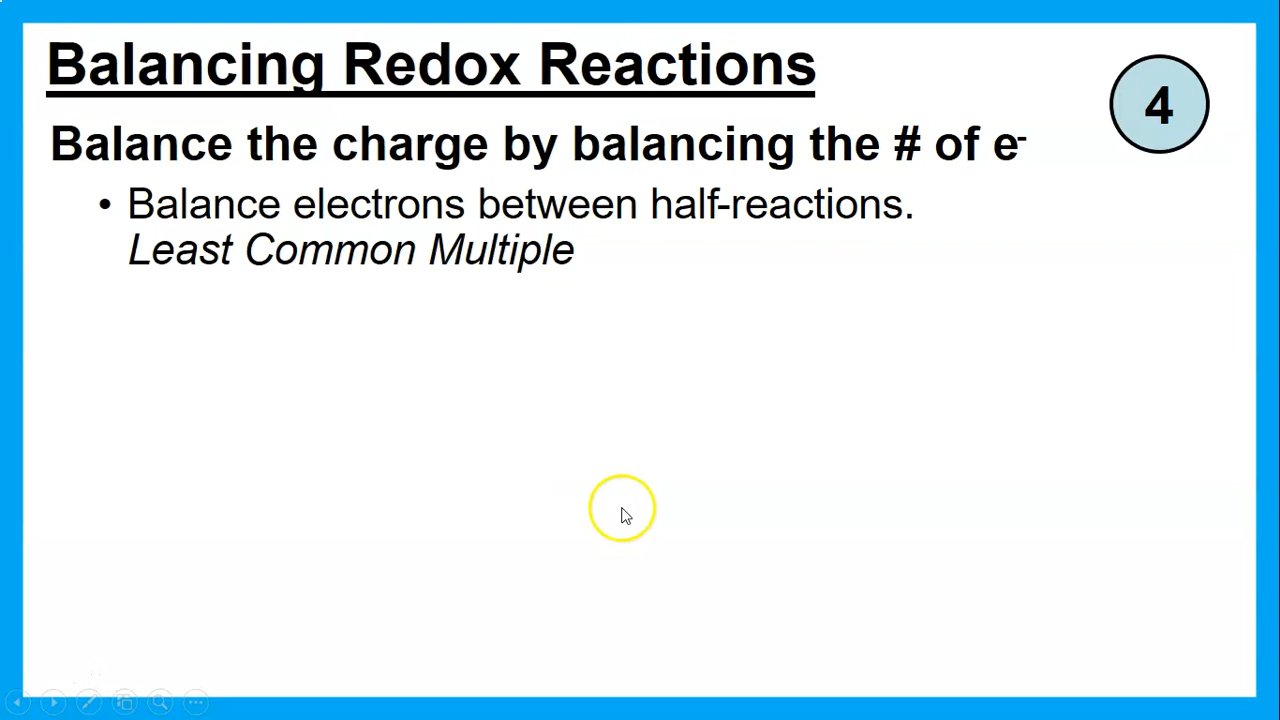 Balancing Redox Reactions
4
Balance the charge by balancing the # of e-
• Balance electrons between half-reactions.
Least Common Multiple